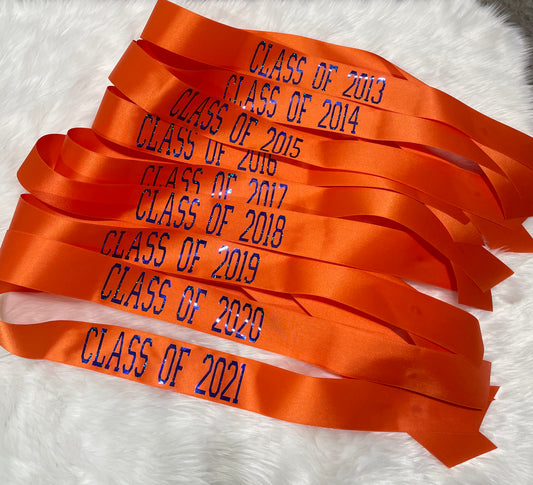 CLASS OF 2013
CLASS OF 2014
CLASS OF 2015
CLASS OF 2016
CLASS OF 2017
CLASS OF 2018
CLASS OF 2019
CLASS OF 2020
CLASS OF 2021